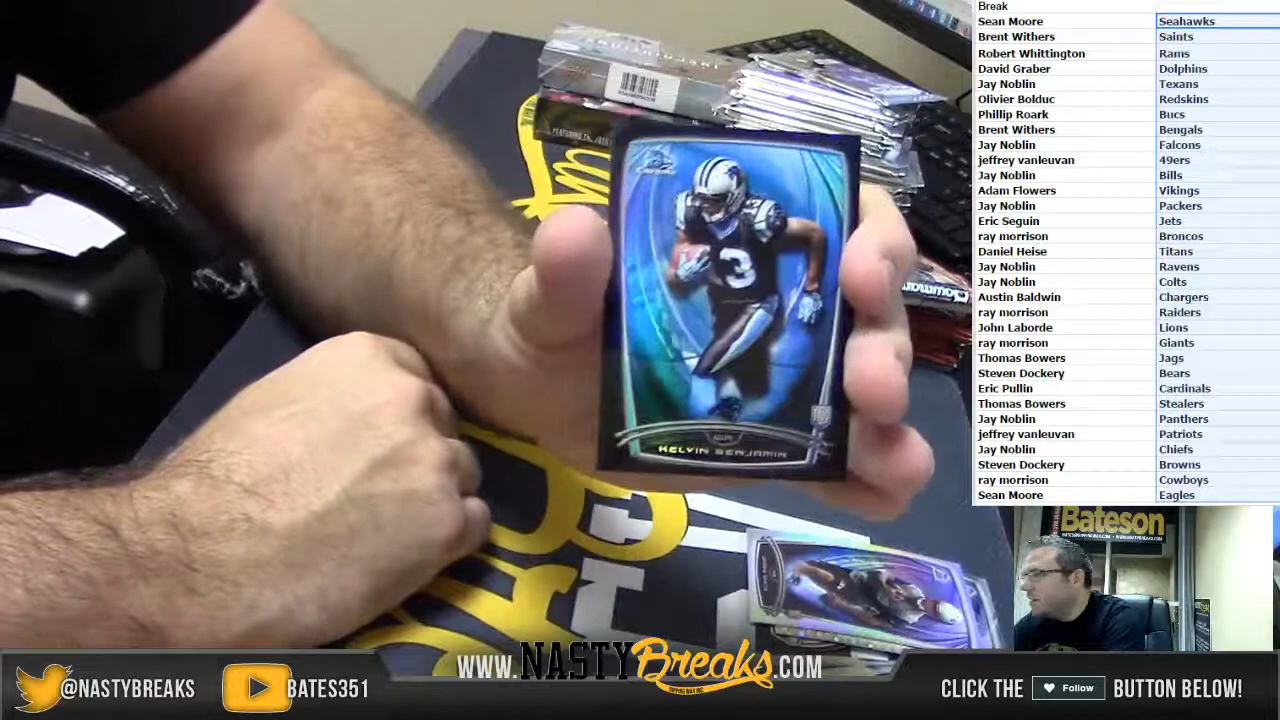 Break
Sean Moore Seahawks
Brent Withers Saints
Robert Whittington Rams
David Graber Dolphins
Jay Noblin Texans
Olivier Bolduc Redskins
Phillip Roark Bucs
Brent Withers Bengals
Jay Noblin Falcons
jeffrey vanleuvan 49ers
Jay Noblin Bills
Adam Flowers Vikings
Jay Noblin Packers
Eric Seguin Jets
ray morrison Broncos
Daniel Heise Titans
Jay Noblin Ravens
Jay Noblin Colts
Austin Baldwin Chargers
ray morrison Raiders
John Laborde Lions
ray morrison Giants
Thomas Bowers Jags
Steven Dockery Bears
Eric Pullin Cardinals
Thomas Bowers Stealers
Jay Noblin Panthers
jeffrey vanleuvan Patriots
Jay Noblin Chiefs
Steven Dockery Browns
ray morrison Cowboys
Sean Moore Eagles
KELVIN BENJAMIN
13
Bowman
Bateson
@NASTYBREAKS
BATES351
WWW.NASTYBreaks.COM
CLICK THE Follow BUTTON BELOW!